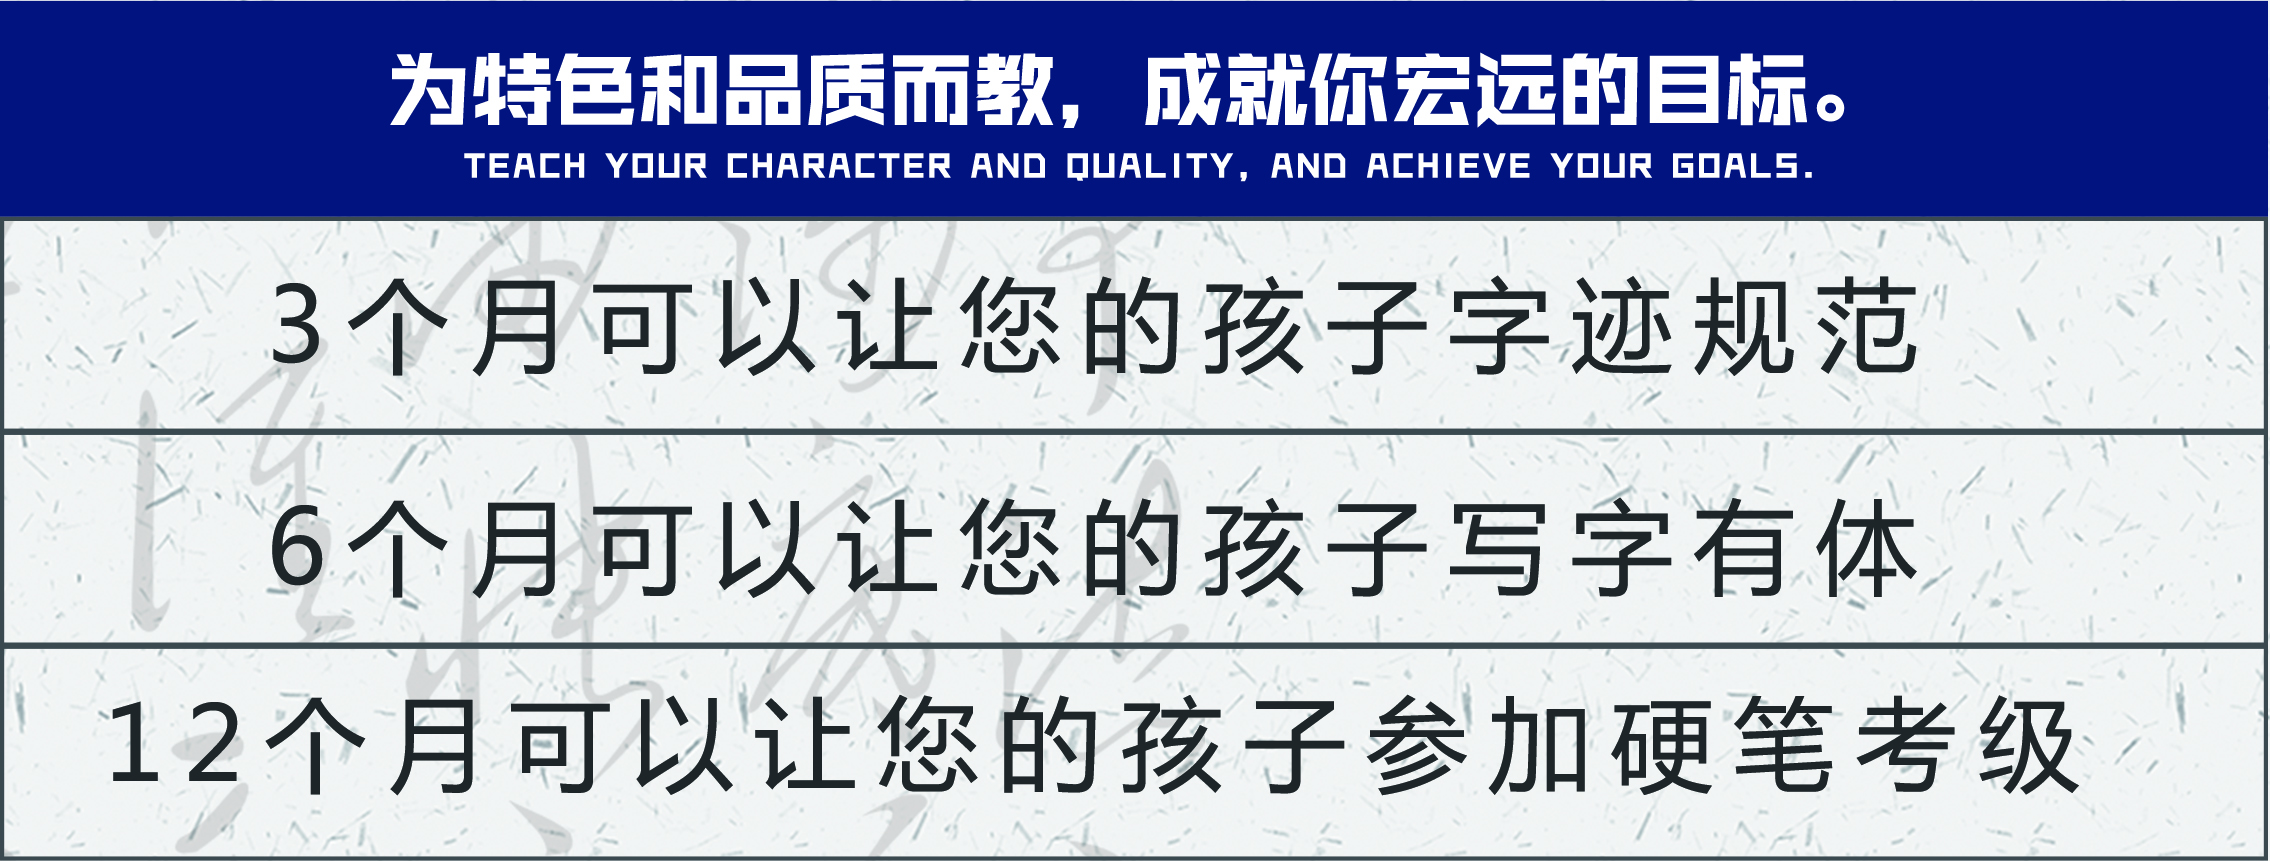 为特色和品质而教，成就你宏远的目标。
TEACH YOUR CHARACTER AND QUALITY, AND ACHIEVE YOUR GOALS.
3个月可以让您的孩子字迹规范
6个月可以让您的孩子写字有体
12个月可以让您的孩子参加硬笔考级